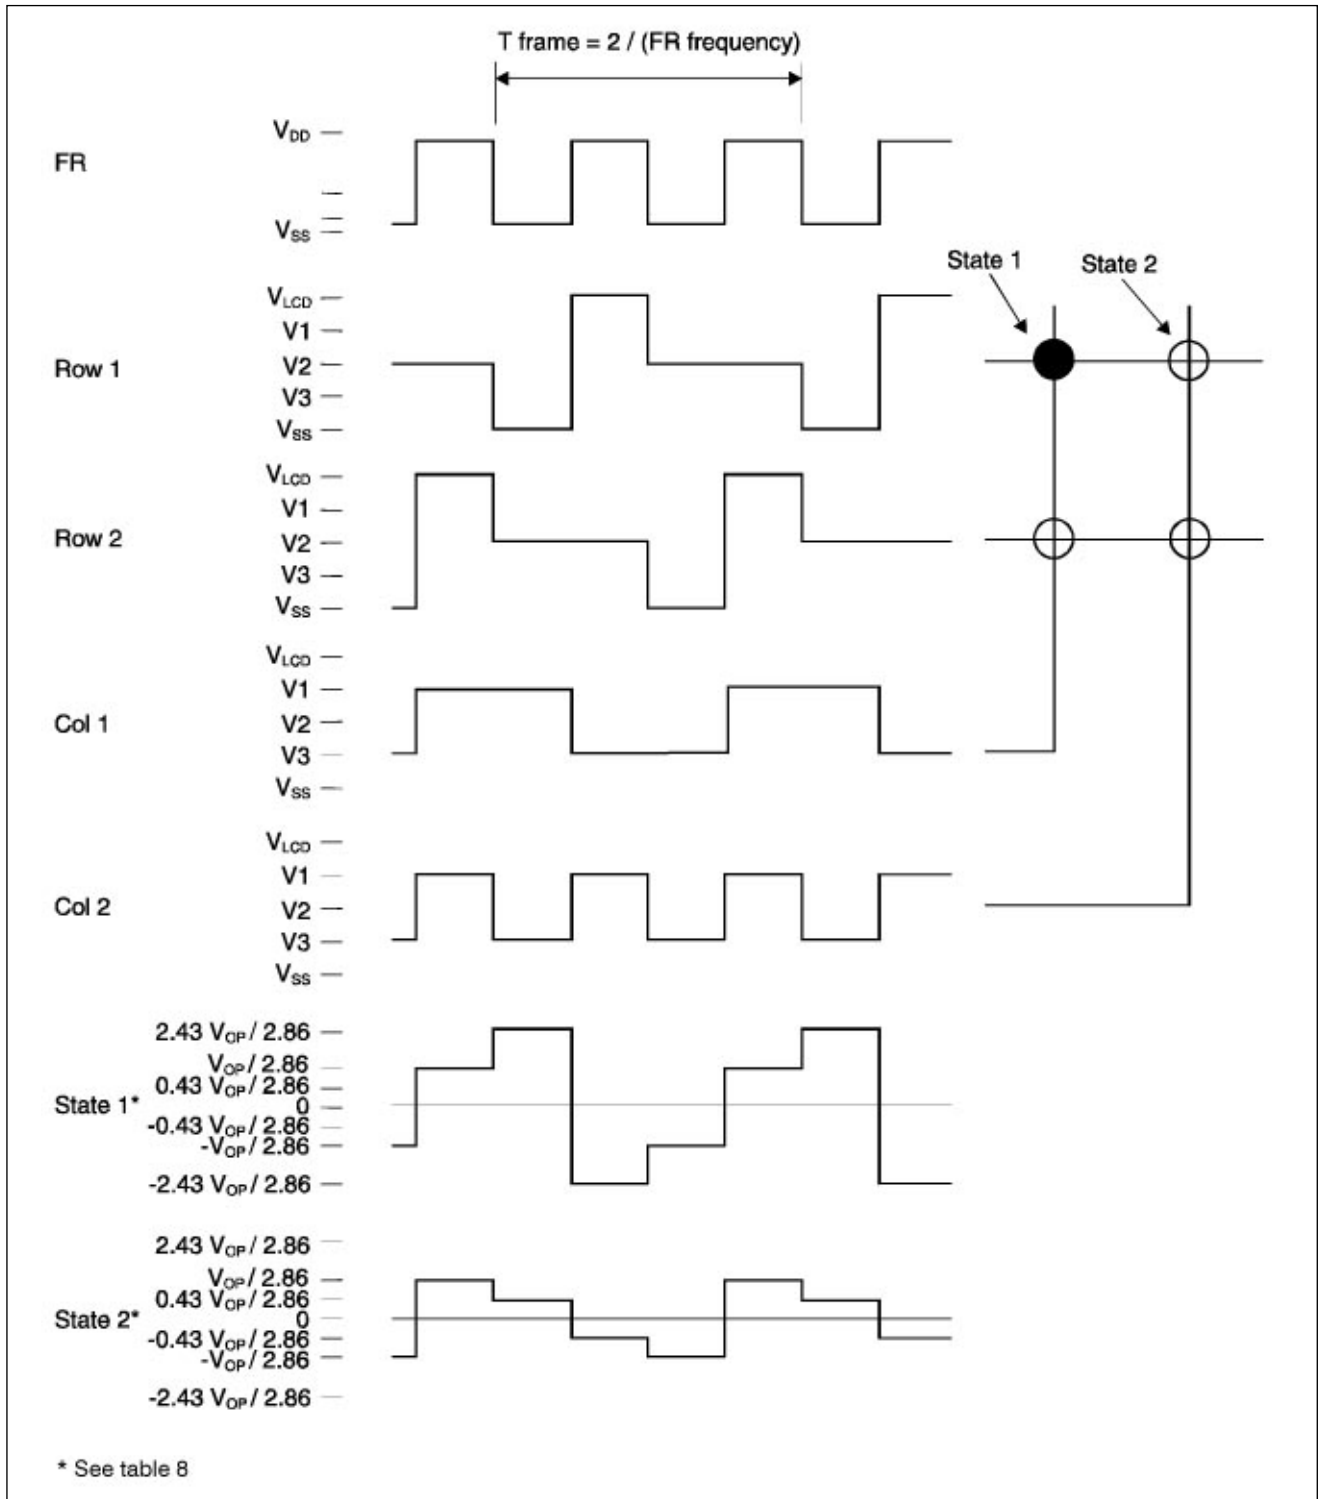 T frame = 2 / (FR frequency)
FR
VDD
VSS
State 1
State 2
Row 1
VLCD
V1
V2
V3
VSS
Row 2
VLCD
V1
V2
V3
VSS
Col 1
VLCD
V1
V2
V3
VSS
Col 2
VLCD
V1
V2
V3
VSS
State 1*
2.43 VOP / 2.86
VOP / 2.86
0.43 VOP / 2.86
0
-0.43 VOP / 2.86
-VOP / 2.86
-2.43 VOP / 2.86
State 2*
2.43 VOP / 2.86
VOP / 2.86
0.43 VOP / 2.86
0
-0.43 VOP / 2.86
-VOP / 2.86
-2.43 VOP / 2.86
* See table 8